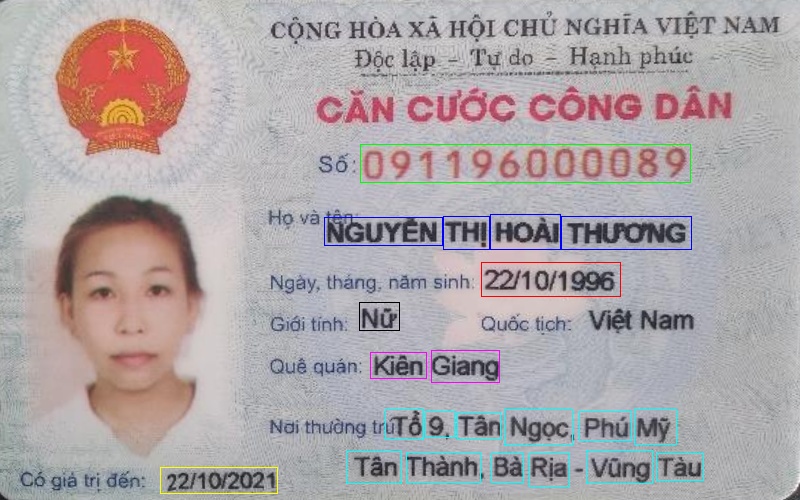 CỘNG HÒA XÃ HỘI CHỦ NGHĨA VIỆT NAM
Độc lập - Tự do - Hạnh phúc
CĂN CƯỚC CÔNG DÂN
Số: 091196000089
Họ và tên: NGUYỄN THỊ HOÀI THƯƠNG
Ngày, tháng, năm sinh: 22/10/1996
Giới tính: Nữ Quốc tịch: Việt Nam
Quê quán: Kiên Giang
Nơi thường trú: Tổ 9, Tân Ngọc, Phú Mỹ
Tân Thành, Bà Rịa - Vũng Tàu
Có giá trị đến: 22/10/2021